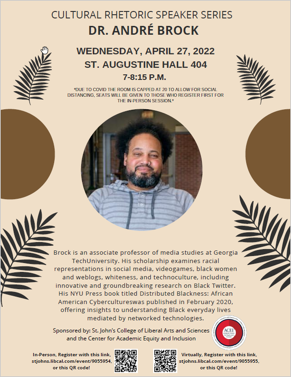 CULTURAL RHETORIC SPEAKER SERIES
DR. ANDRÉ BROCK
WEDNESDAY, APRIL 27, 2022
ST. AUGUSTINE HALL 404
7-8:15 P.M.
*DUE TO COVID THE ROOM IS CAPPED AT 20 TO ALLOW FOR SOCIAL
DISTANCING, SEATS WILL BE GIVEN TO THOSE WHO REGISTER FIRST FOR
THE IN-PERSON SESSION.*
Brock is an associate professor of media studies at Georgia
TechUniversity. His scholarship examines racial
representations in social media, videogames, black women
and weblogs, whiteness, and technoculture, including
innovative and groundbreaking research on Black Twitter.
His NYU Press book titled Distributed Blackness: African
American Cybercultureswas published in February 2020,
offering insights to understanding Black everyday lives
mediated by networked technologies.
Sponsored by: St. John's College of Liberal Arts and Sciences
and the Center for Academic Equity and Inclusion
In-Person, Register with this link,
stjohns.libcal.com/event/9055954,
or this QR code!
Virtually, Register with this link,
stjohns.libcal.com/event/9055956,
or this QR code!